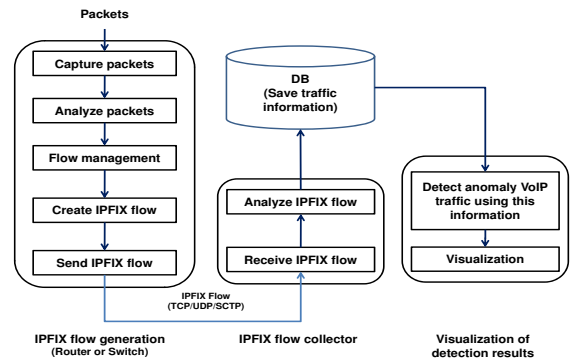 Packets
Capture packets
Analyze packets
Flow management
Create IPFIX flow
Send IPFIX flow
IPFIX Flow
(TCP/UDP/SCTP)
IPFIX flow generation
(Router or Switch)
DB
(Save traffic
information)
Analyze IPFIX flow
Receive IPFIX flow
IPFIX flow collector
Detect anomaly VoIP
traffic using this
information
Visualization
Visualization of
detection results